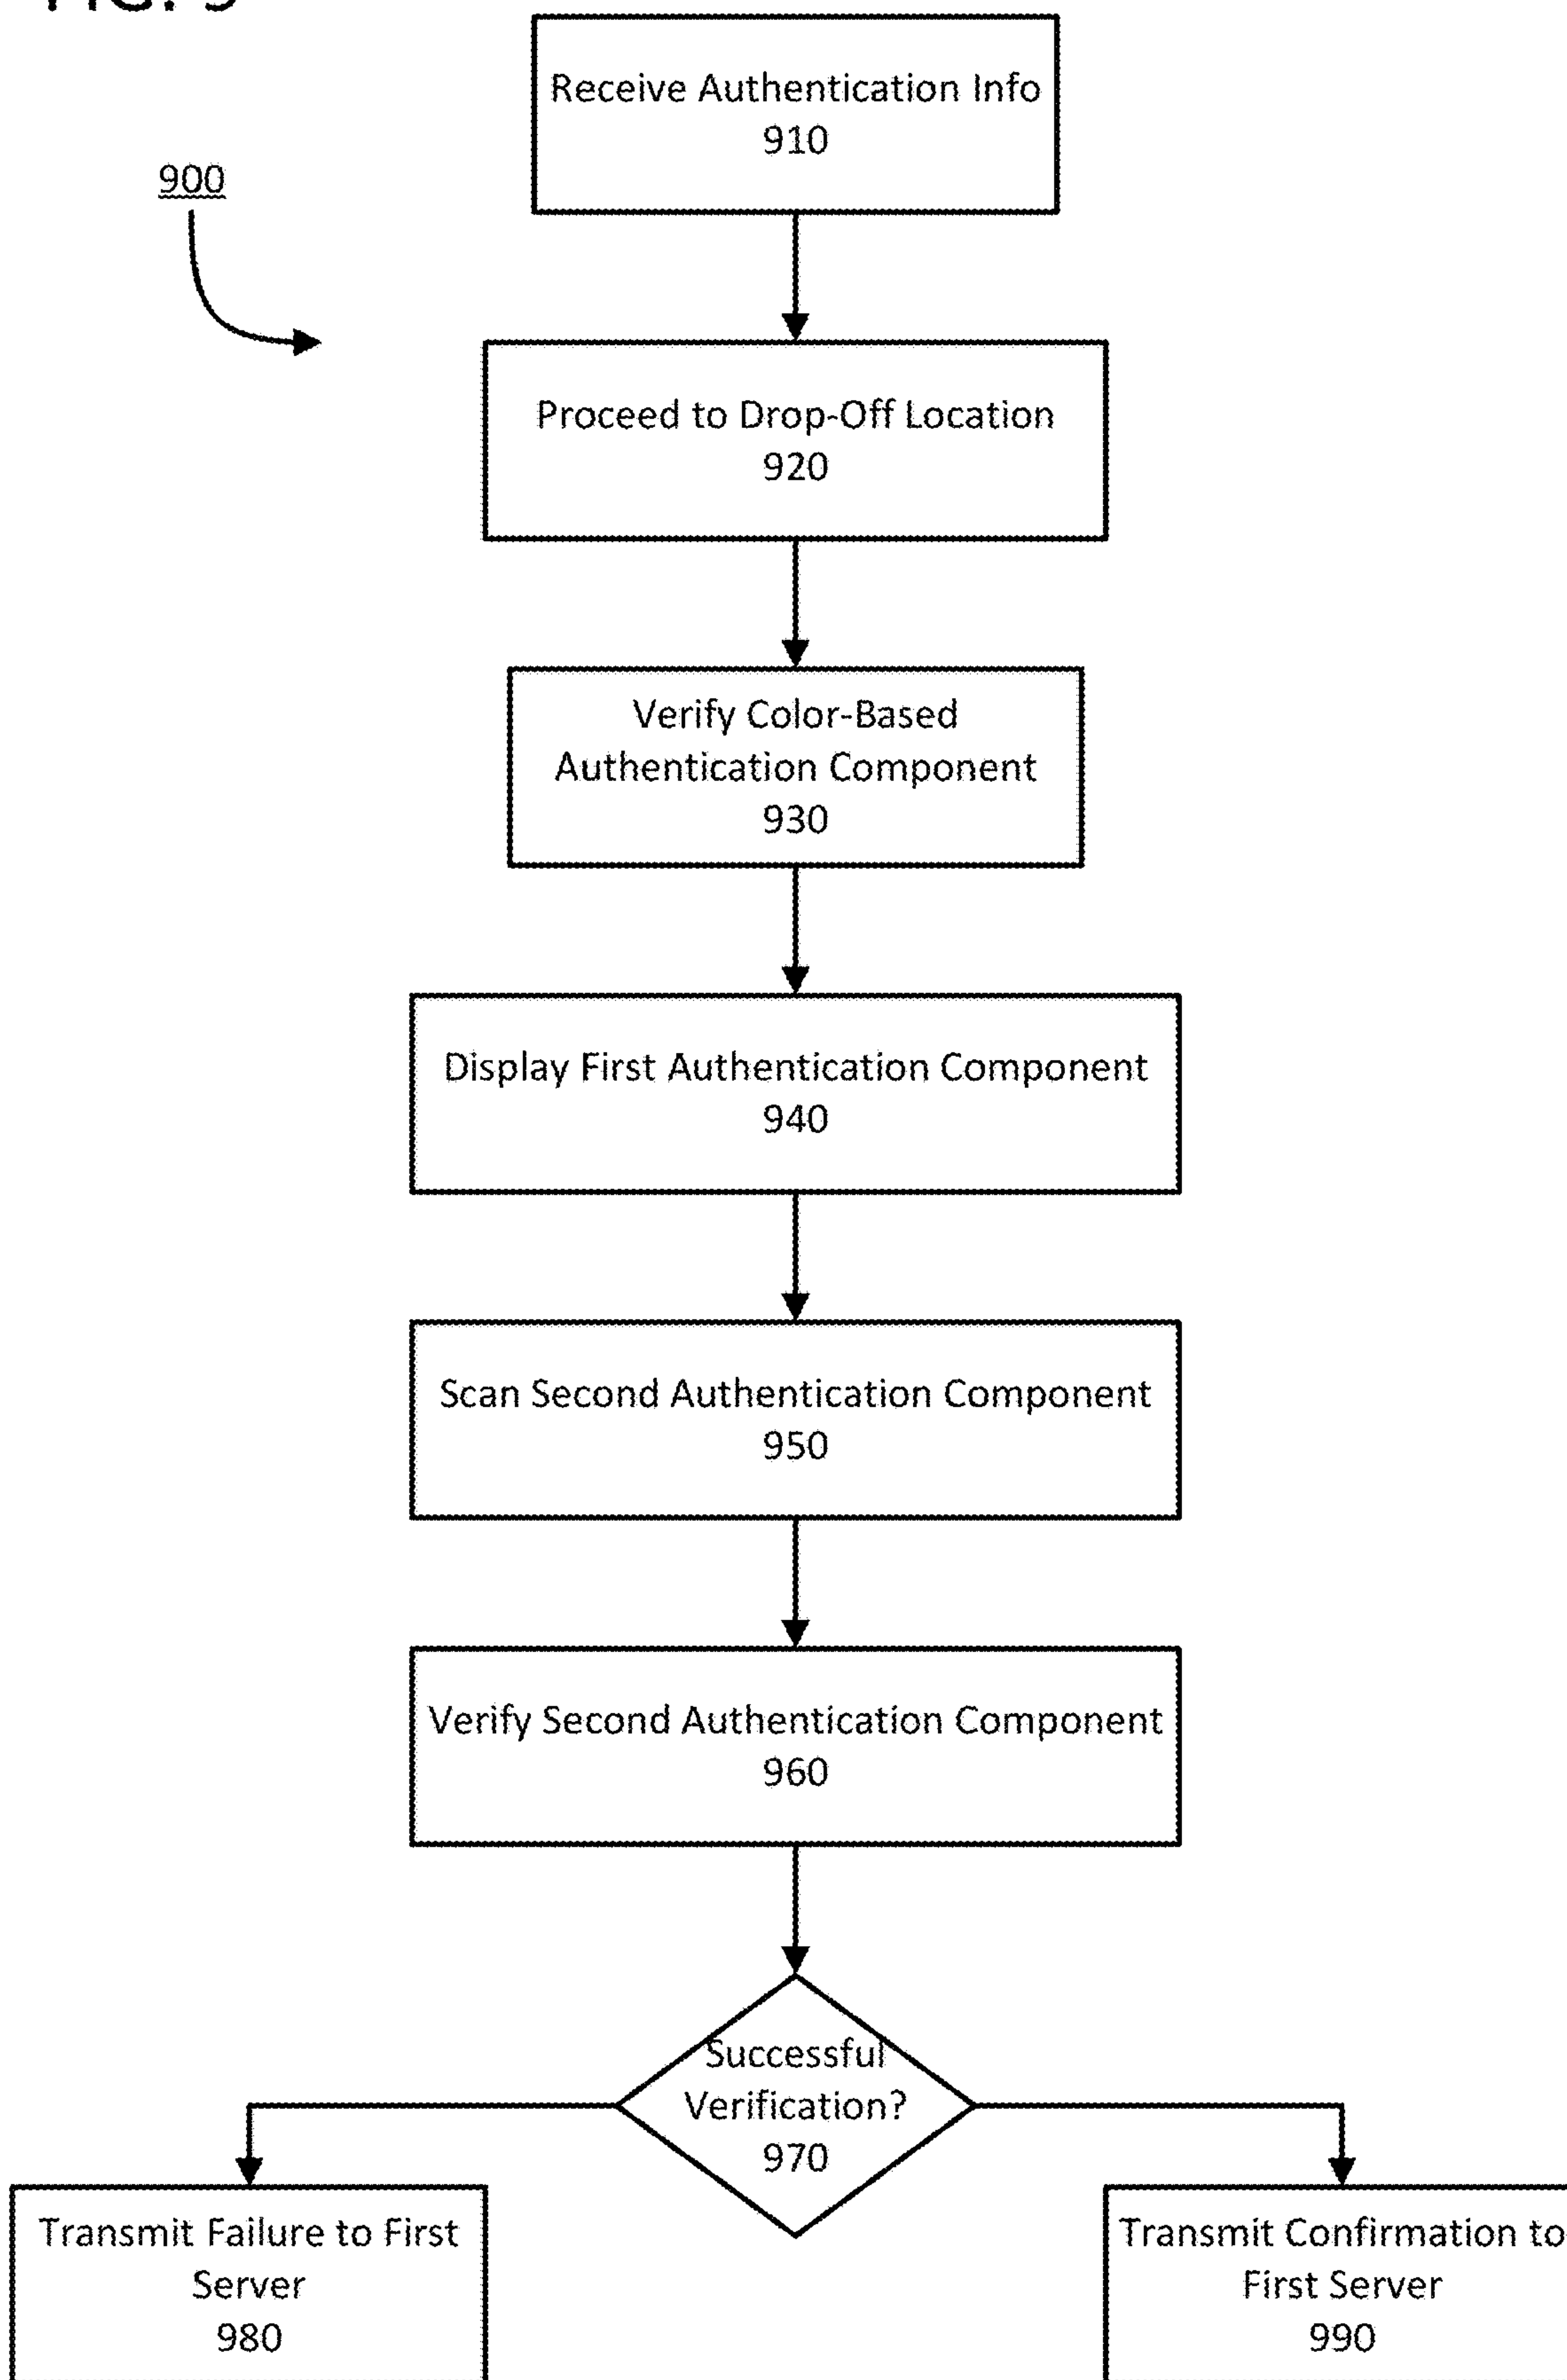 FIG. 9
Receive Authentication Info
910
900
Proceed to Drop-Off Location
920
Verify Color-Based
Authentication Component
930
Display First Authentication Component
940
Scan Second Authentication Component
950
Verify Second Authentication Component
960
Successful
Verification?
970
Transmit Failure to First
Server
980
Transmit Confirmation to
First Server
990